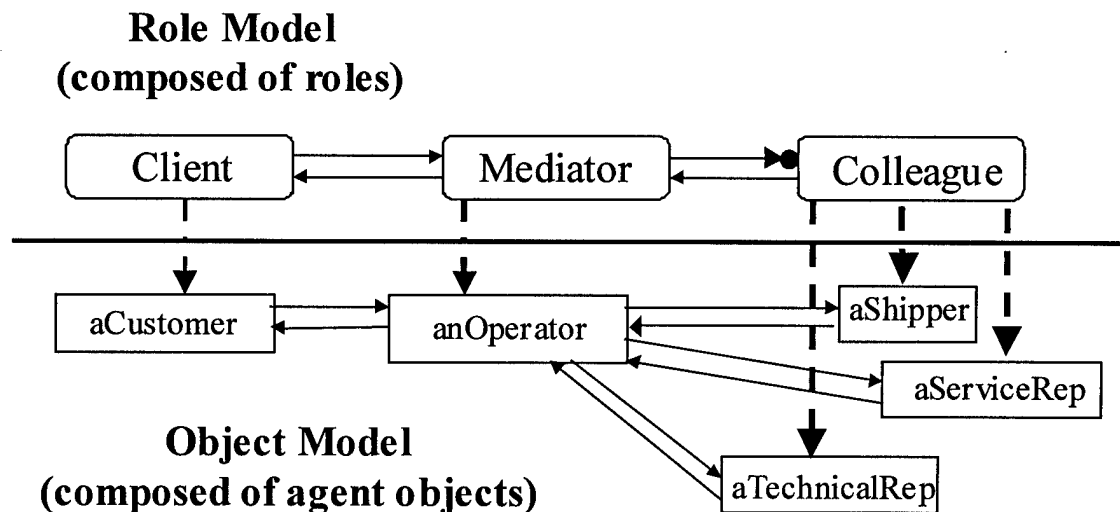 Role Model
(composed of roles)
Client
Mediator
Colleague
aCustomer
anOperator
aShipper
aServiceRep
Object Model
(composed of agent objects)
aTechnicalRep